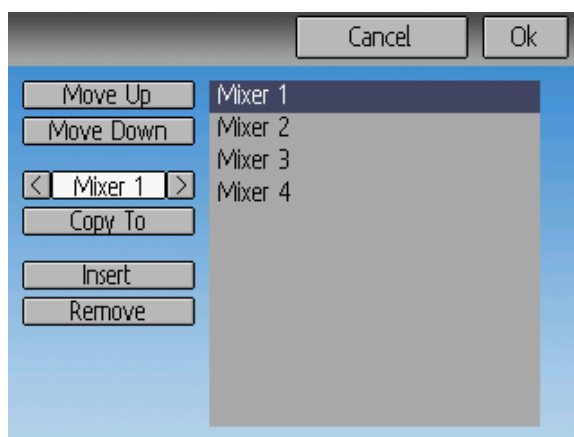 Cancel
Ok
Move Up
Move Down
< Mixer 1 >
Copy To
Insert
Remove
Mixer 1
Mixer 2
Mixer 3
Mixer 4